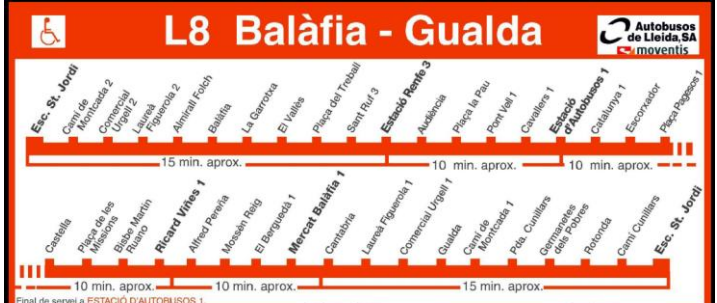 L8 Balàfia - Gualda
Autobusos
de Lleida, SA
moventis
Esc. St. Jordi
Camí de
Montcada 2
Comercial
Urgell 2
Laureà
Figuerola 2
Almirall Folch
Balàfia
La Garrotxa
El Vallès
Plaça del Treball
Sant Ruf 3
Estació Renfe 3
Audiència
Plaça la Pau
Pont Vell 1
Cavallers 1
Estació
d'Autobusos 1
Catalunya 1
Escorxador
Plaça Pagesos 1
15 min. aprox.
10 min. aprox.
10 min. aprox.
Castella
Plaça de les
Missions
Bisbe Martín
Ruano
Ricard Viñes 1
Alfred Pereña
Mossèn Reig
El Berguedà 1
Mercat Balàfia 1
Cantabria
Laureà Figuerola 1
Comercial Urgell 1
Gualda
Camí de
Montcada 1
Pda. Cunillars
Germanetes
dels Pobres
Rotonda
Camí Cunillars
Esc. St. Jordi
10 min. aprox.
10 min. aprox.
15 min. aprox.
Final de servei a ESTACIÓ D'AUTOBUSOS 1